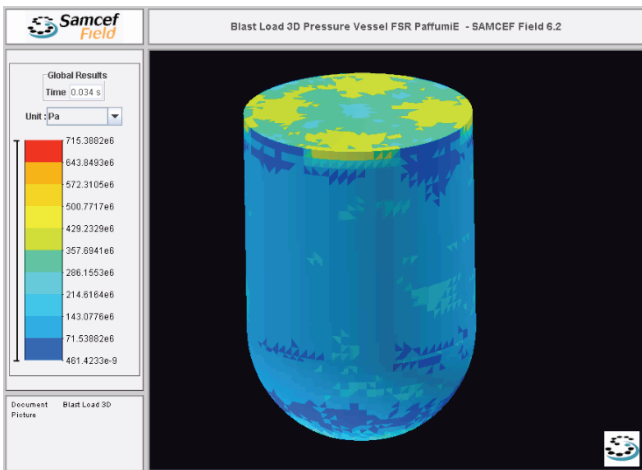 Samcef
Field
Blast Load 3D Pressure Vessel FSR PaffumiE - SAMCEF Field 6.2
Global Results
Time 0.034 s
Unit : Pa
715.3882e6
643.8493e6
572.3105e6
500.7717e6
429.2329e6
357.6941e6
286.1553e6
214.6164e6
143.0776e6
71.53882e6
461.4233e-9
Document Blast Load 3D
Picture